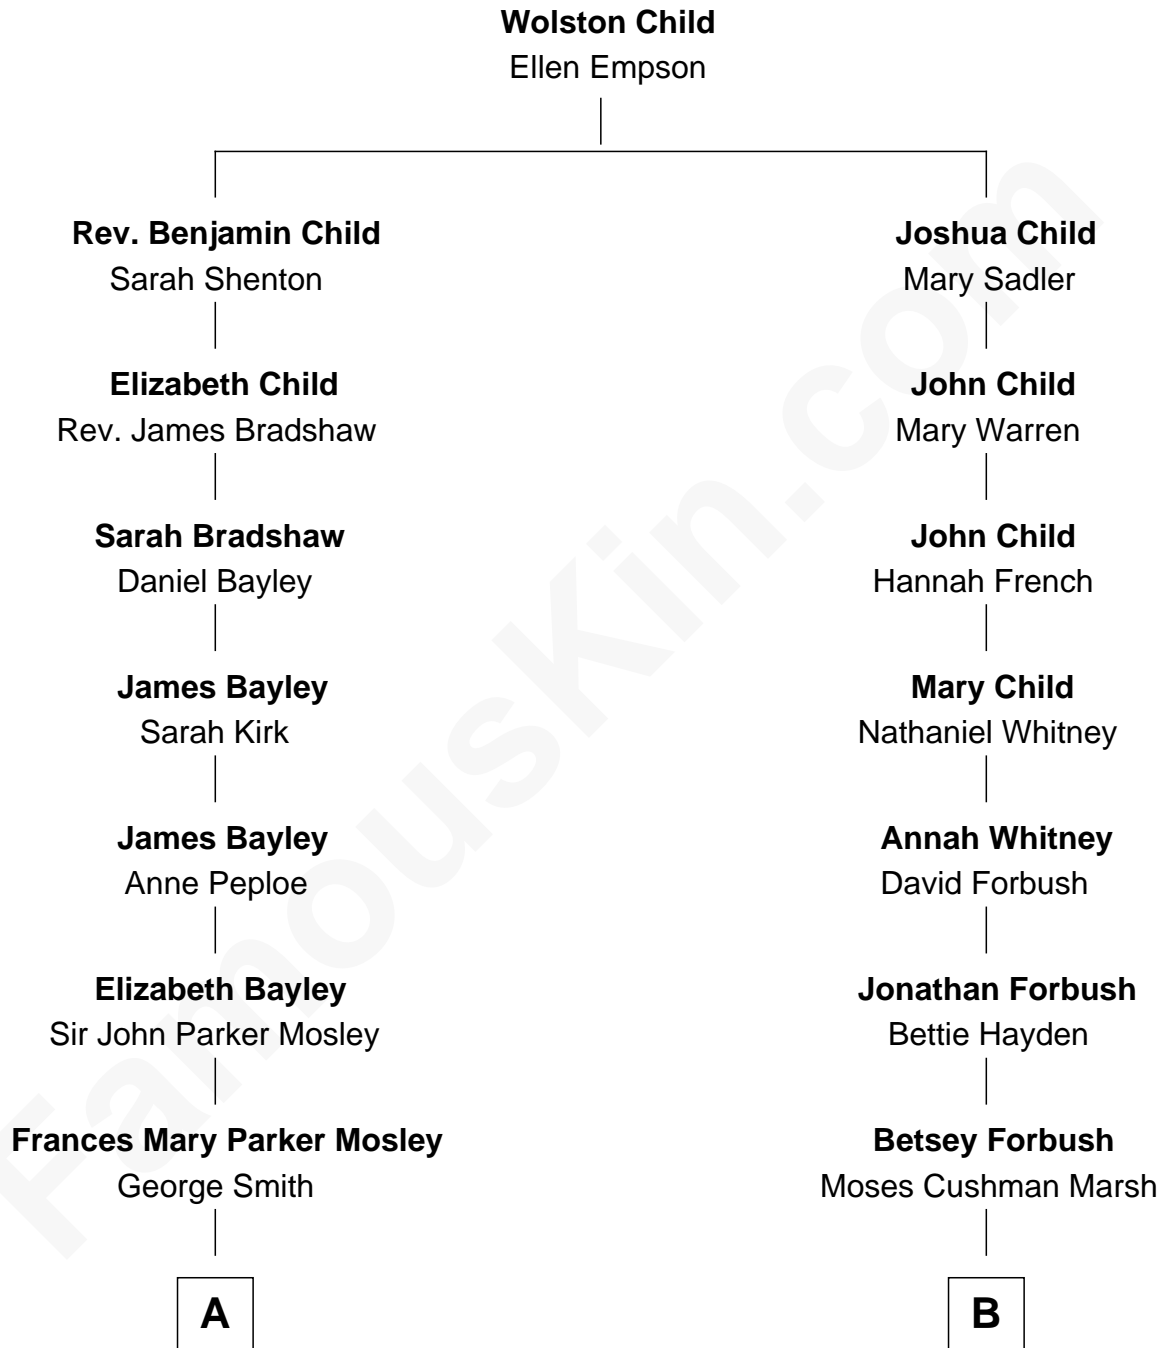 Wolston Child
Ellen Empson
Rev. Benjamin Child
Sarah Shenton
Joshua Child
Mary Sadler
Elizabeth Child
Rev. James Bradshaw
John Child
Mary Warren
Sarah Bradshaw
Daniel Bayley
John Child
Hannah French
James Bayley
Sarah Kirk
Mary Child
Nathaniel Whitney
James Bayley
Anne Peploe
Annah Whitney
David Forbush
Elizabeth Bayley
Sir John Parker Mosley
Jonathan Forbush
Bettie Hayden
Frances Mary Parker Mosley
George Smith
Betsey Forbush
Moses Cushman Marsh
A
B
FamousKin.com